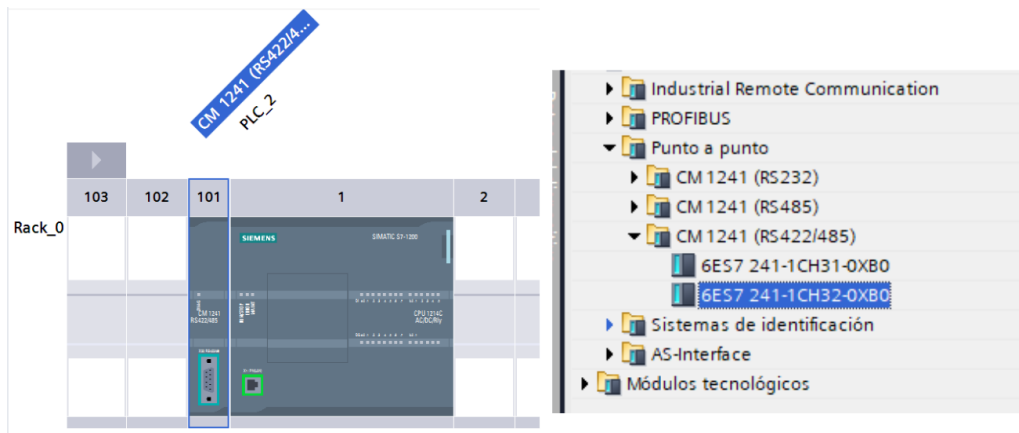 CM 1241 (RS422/4...
PLC_2
103 102 101 1 2
Rack_0
SIEMENS
SIMATIC S7-1200
CM 1241
RS422/485
CPU 1214C
AC/DC/Rly
Industrial Remote Communication
PROFIBUS
Punto a punto
CM 1241 (RS232)
CM 1241 (RS485)
CM 1241 (RS422/485)
6ES7 241-1CH31-0XB0
6ES7 241-1CH32-0XB0
Sistemas de identificación
AS-Interface
Módulos tecnológicos